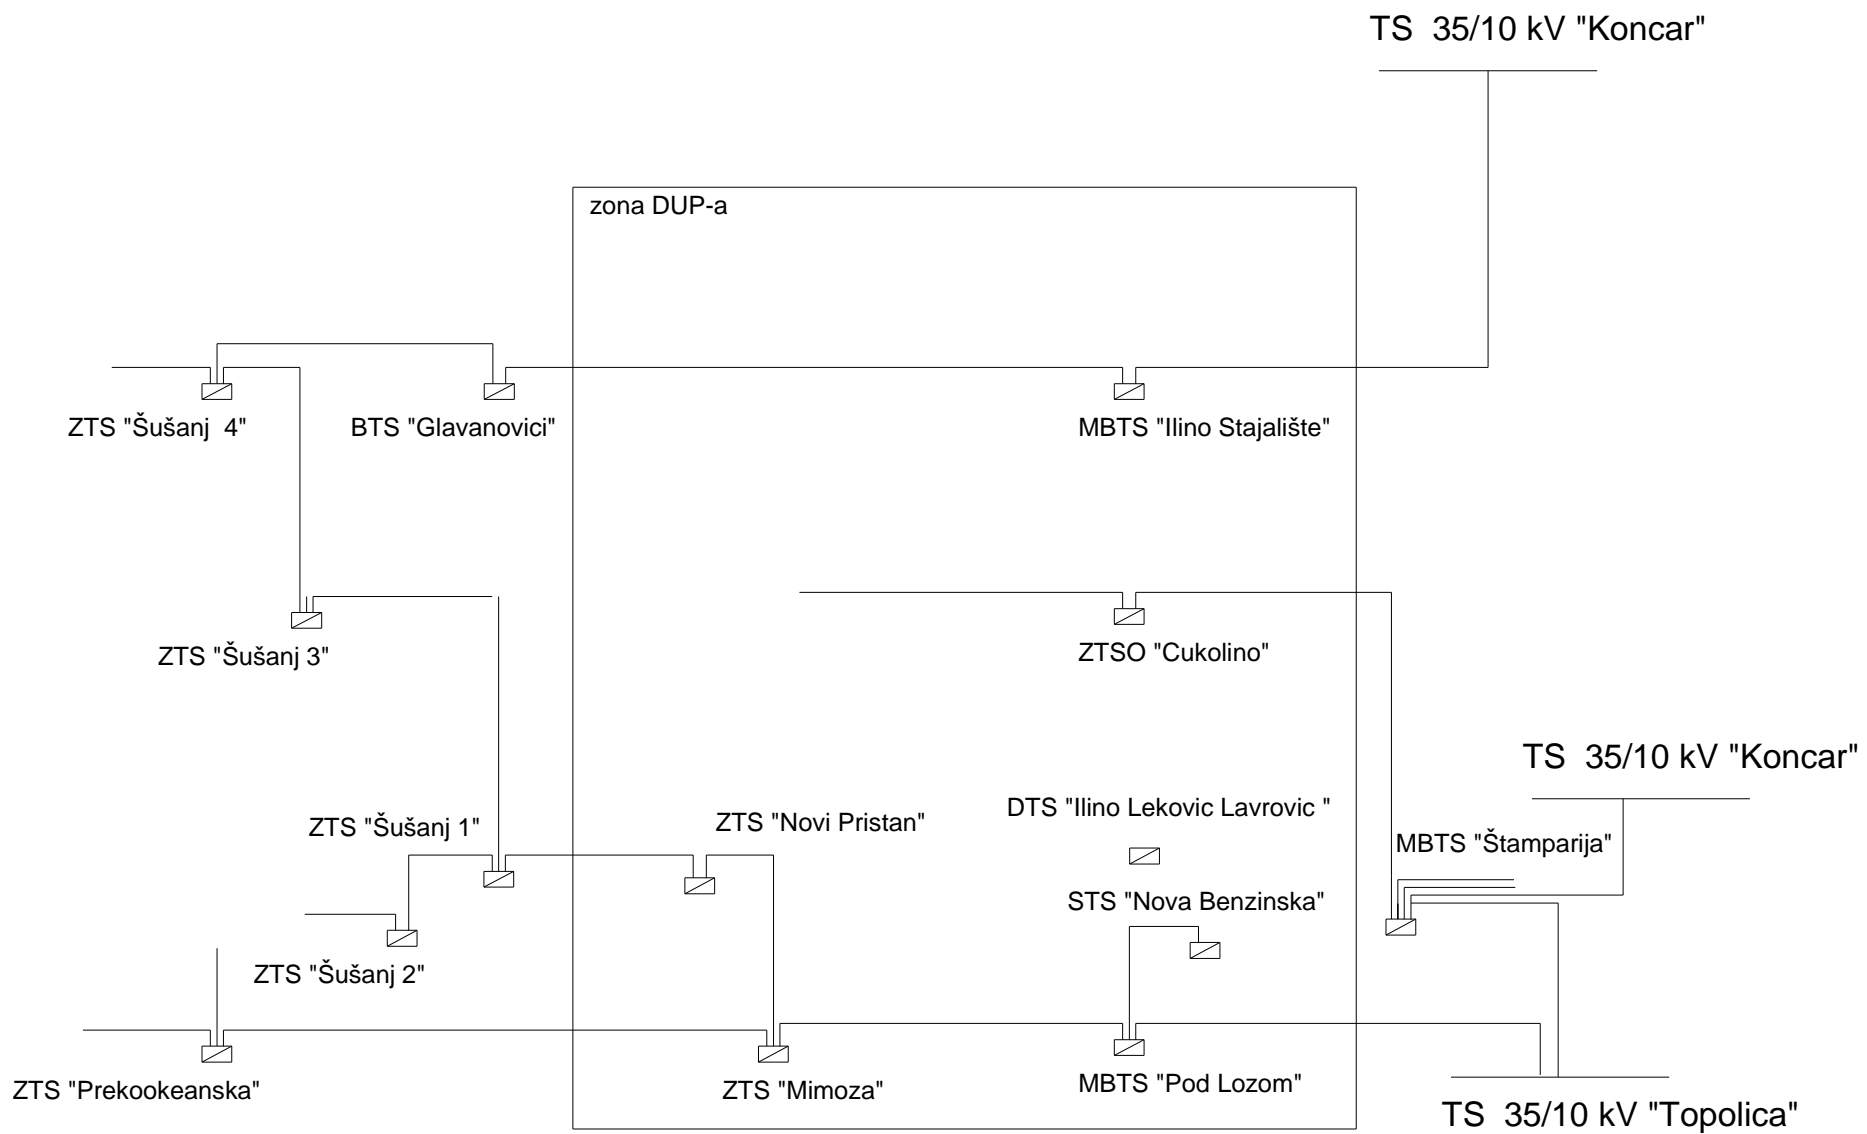 TS 35/10 kV "Koncar"
zona DUP-a
ZTS "Šušanj 4"
BTS "Glavanovici"
MBTS "Ilino Stajalište"
ZTS "Šušanj 3"
ZTSO "Cukolino"
TS 35/10 kV "Koncar"
DTS "Ilino Lekovic Lavrovic "
ZTS "Novi Pristan"
ZTS "Šušanj 1"
MBTS "Štamparija"
STS "Nova Benzinska"
ZTS "Šušanj 2"
ZTS "Prekookeanska"
ZTS "Mimoza"
MBTS "Pod Lozom"
TS 35/10 kV "Topolica"